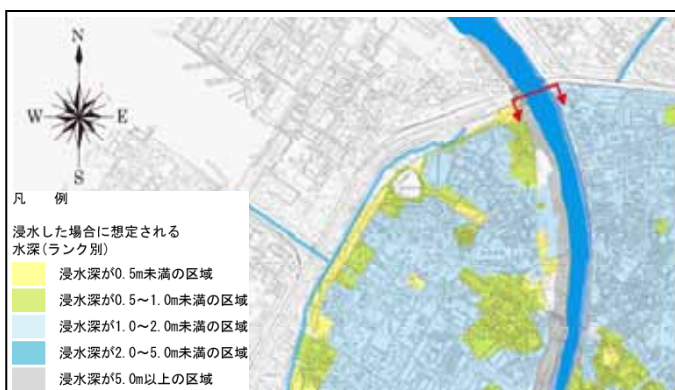 N
W E
S
凡 例
浸水した場合に想定される
水深(ランク別)
浸水深が0.5m未満の区域
浸水深が0.5～1.0m未満の区域
浸水深が1.0～2.0m未満の区域
浸水深が2.0～5.0m未満の区域
浸水深が5.0m以上の区域